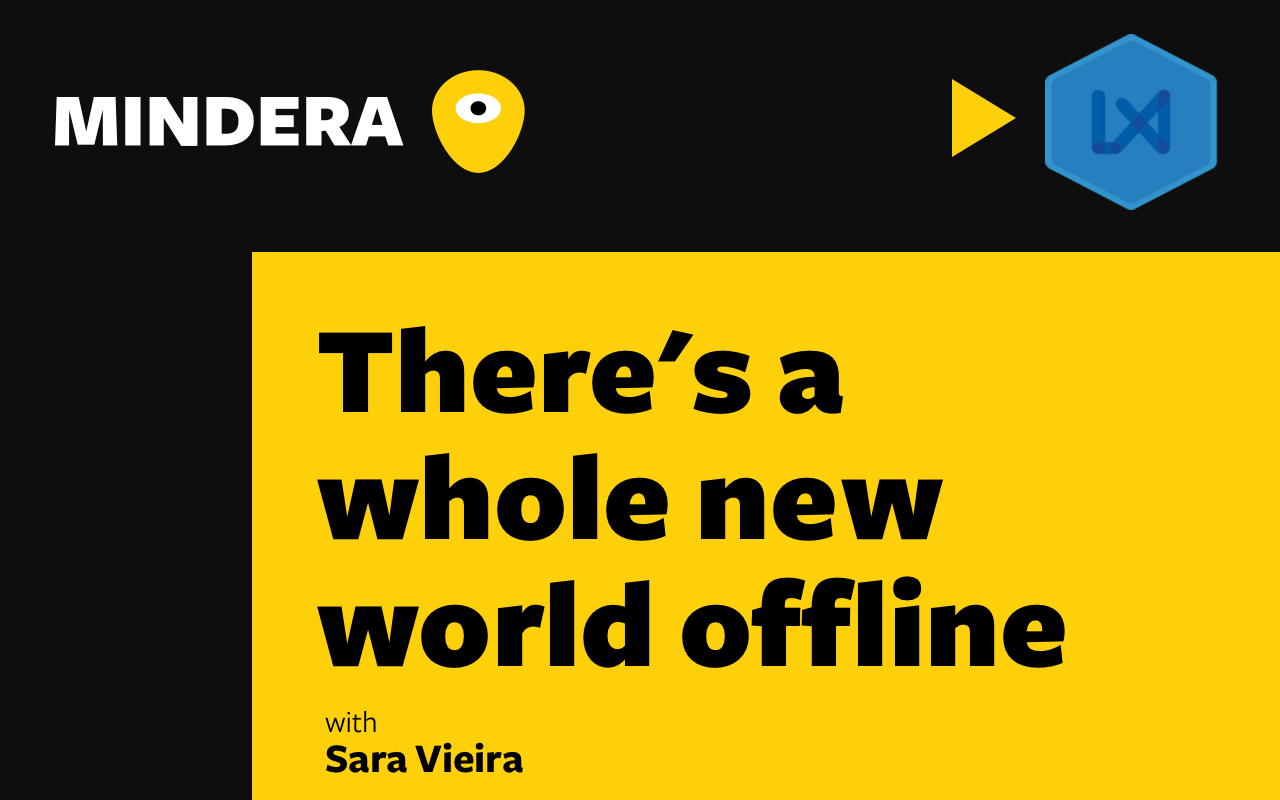 MINDERA
There's a
whole new
world offline
with
Sara Vieira